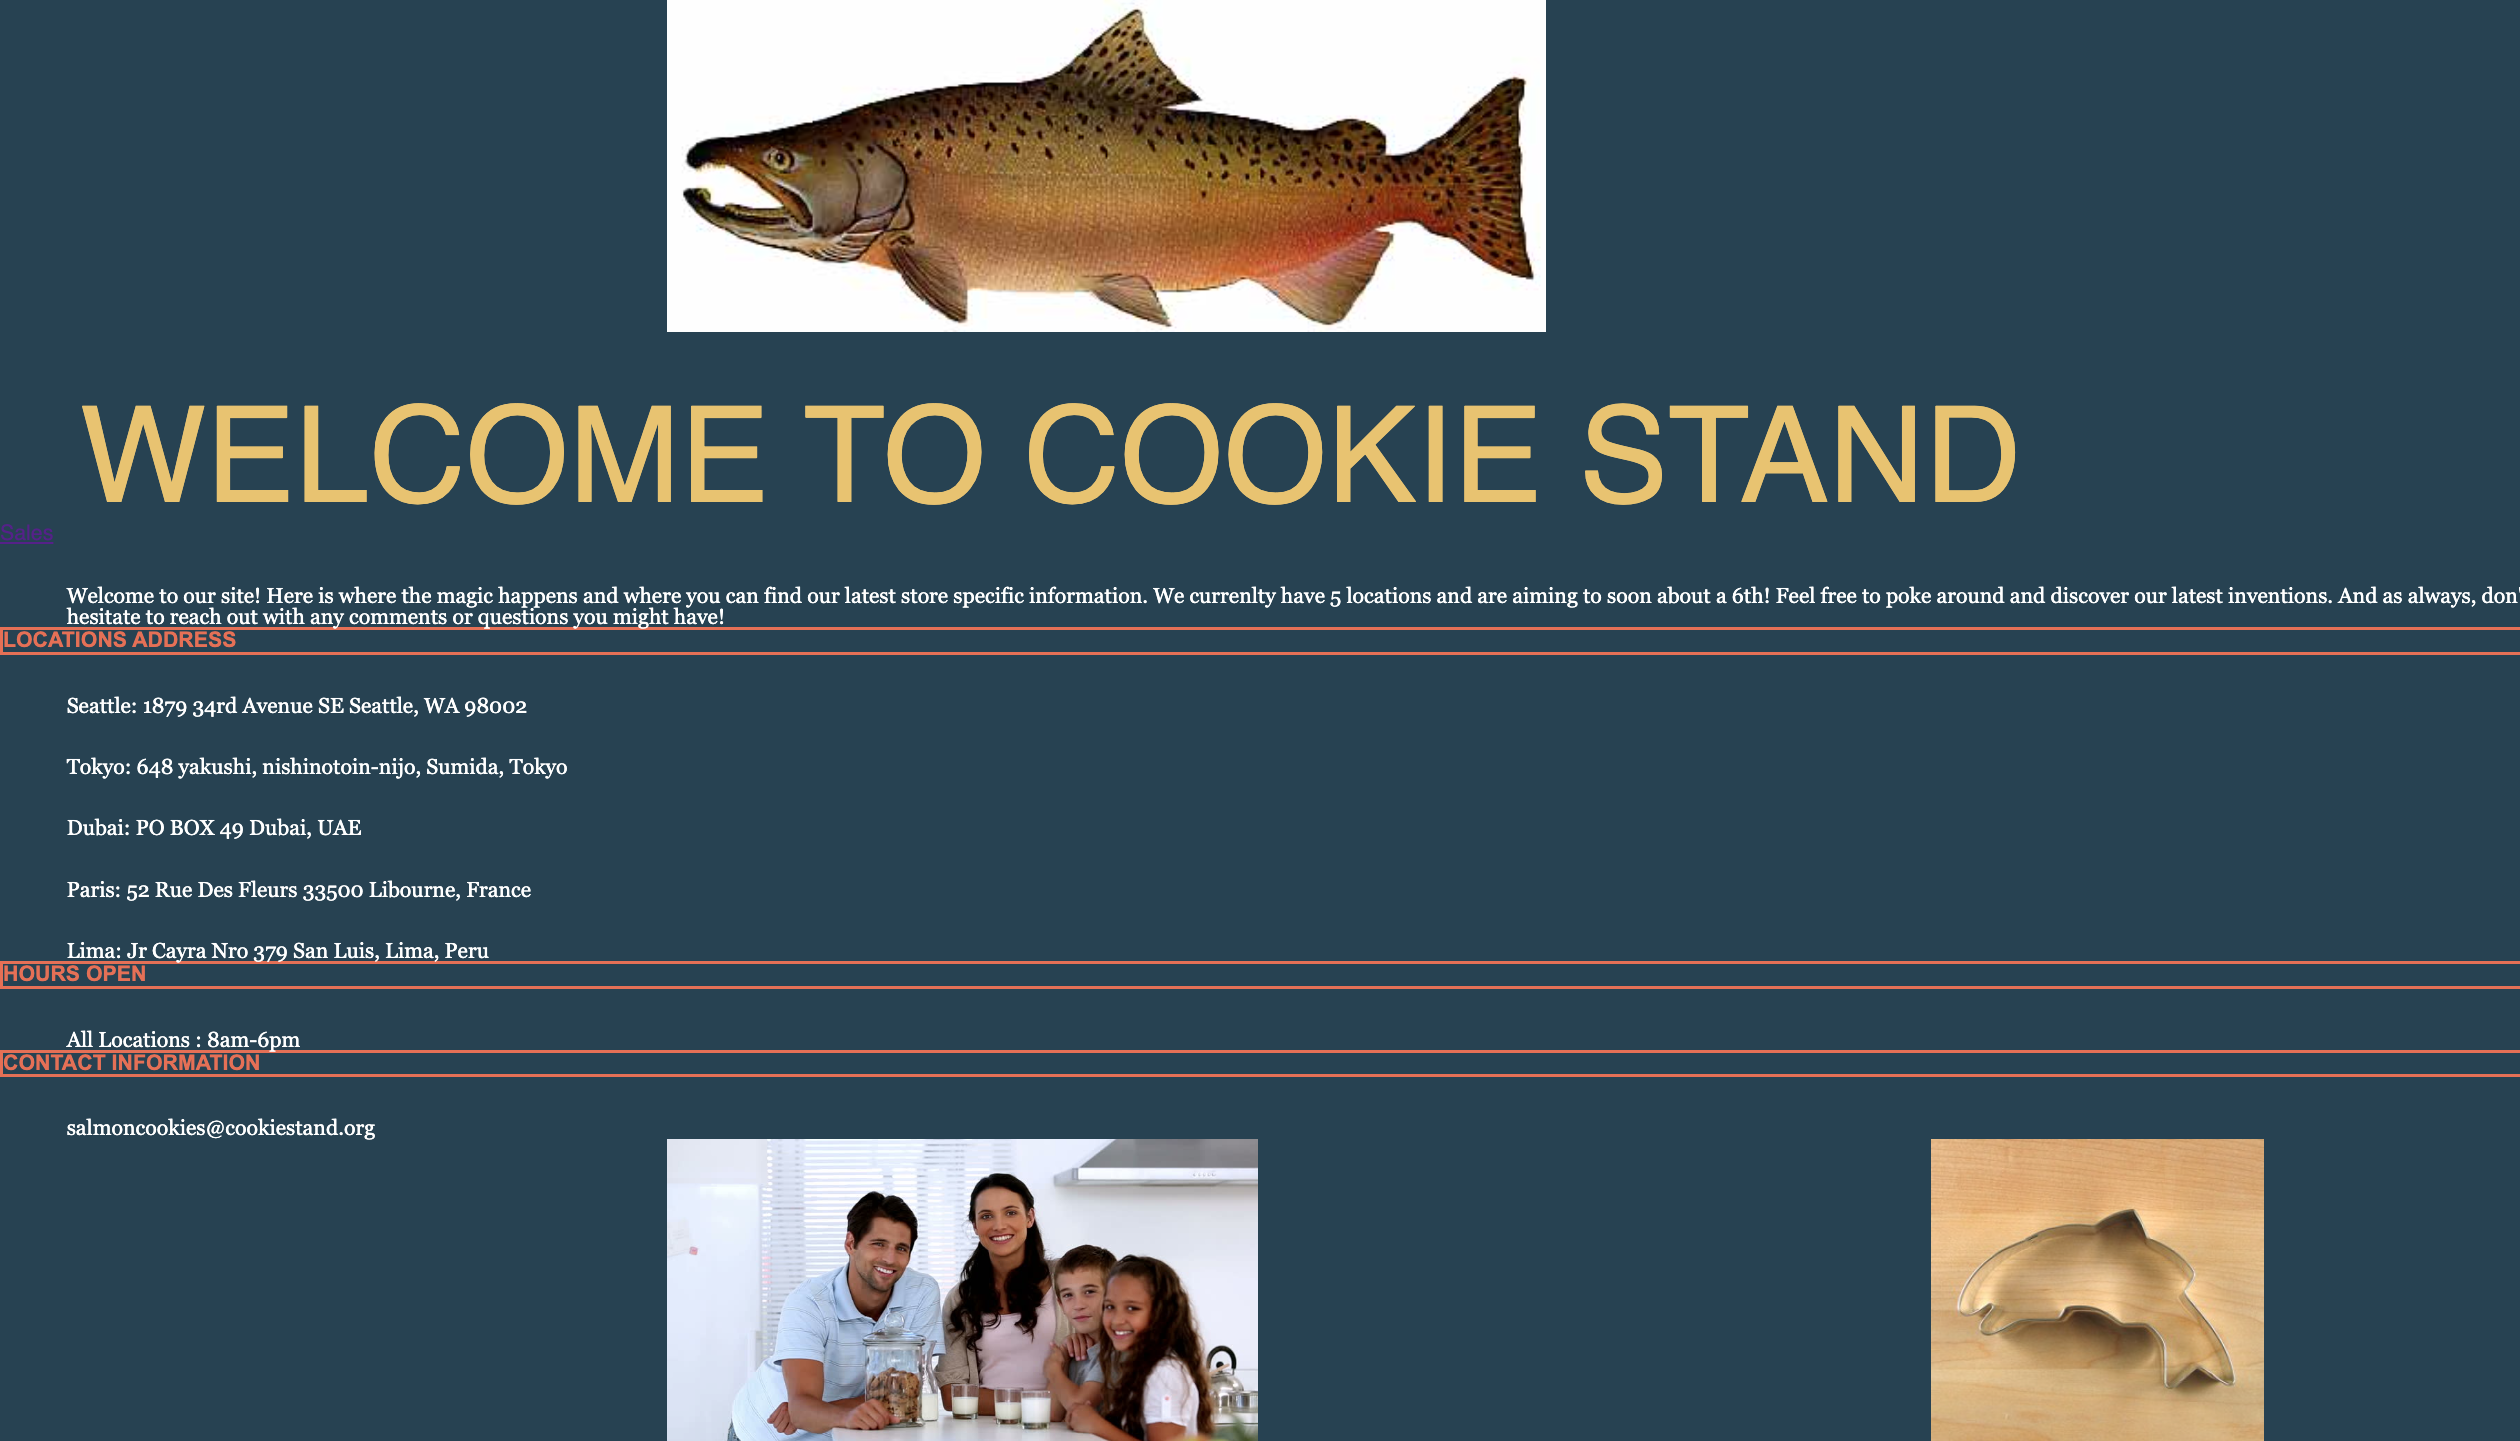 WELCOME TO COOKIE STAND
Sales
Welcome to our site! Here is where the magic happens and where you can find our latest store specific information. We currenlty have 5 locations and are aiming to soon about a 6th! Feel free to poke around and discover our latest inventions. And as always, don'
hesitate to reach out with any comments or questions you might have!
LOCATIONS ADDRESS
Seattle: 1879 34rd Avenue SE Seattle, WA 98002
Tokyo: 648 yakushi, nishinotoin-nijo, Sumida, Tokyo
Dubai: PO BOX 49 Dubai, UAE
Paris: 52 Rue Des Fleurs 33500 Libourne, France
Lima: Jr Cayra Nro 379 San Luis, Lima, Peru
HOURS OPEN
All Locations : 8am-6pm
CONTACT INFORMATION
salmoncookies@cookiestand.org